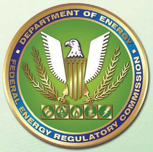 DEPARTMENT OF ENERGY
FEDERAL ENERGY REGULATORY COMMISSION